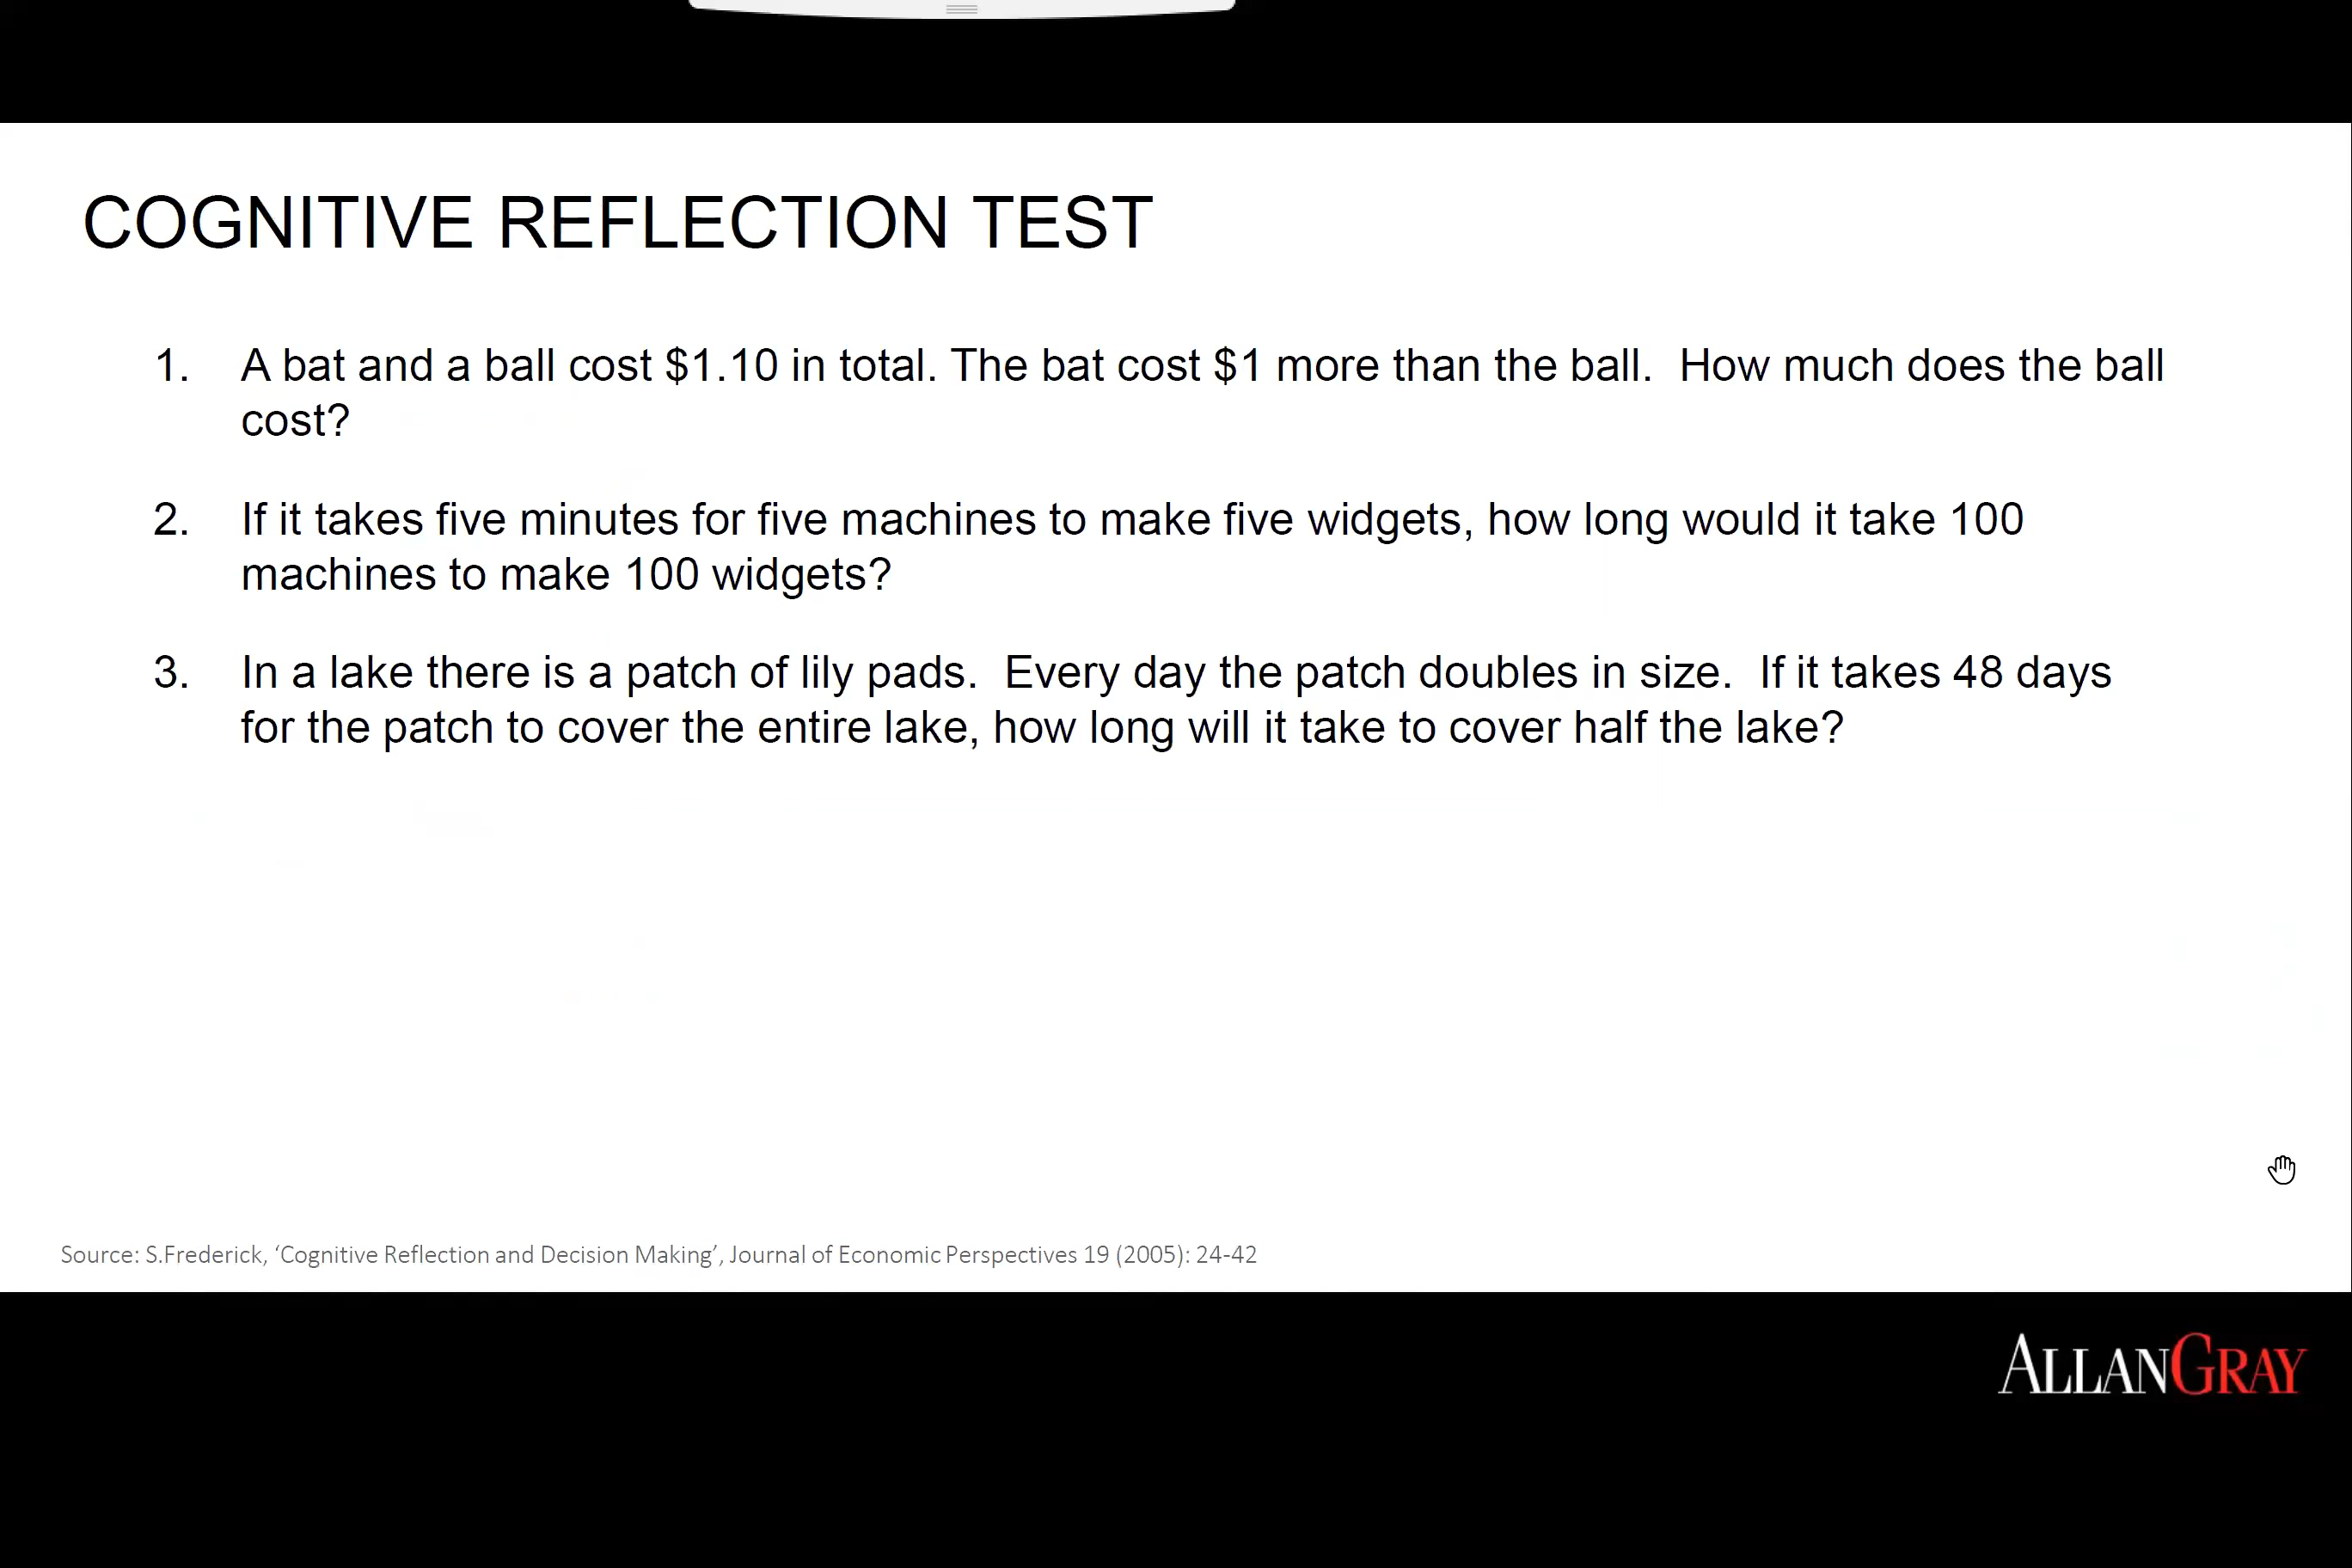 COGNITIVE REFLECTION TEST
1. A bat and a ball cost $1.10 in total. The bat cost $1 more than the ball.  How much does the ball
cost?
2. If it takes five minutes for five machines to make five widgets, how long would it take 100
machines to make 100 widgets?
3. In a lake there is a patch of lily pads.  Every day the patch doubles in size.  If it takes 48 days
for the patch to cover the entire lake, how long will it take to cover half the lake?
Source: S.Frederick, ‘Cognitive Reflection and Decision Making’, Journal of Economic Perspectives 19 (2005): 24-42
ALLANGRAY